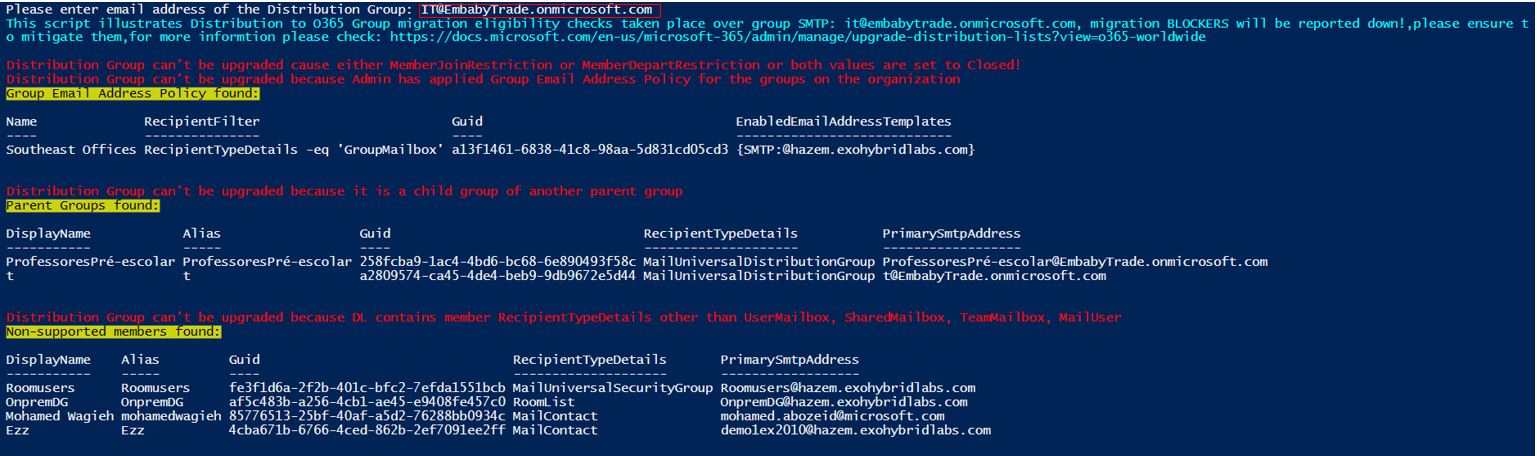 Please enter email address of the Distribution Group: IT@EmbabyTrade.onmicrosoft.com
This script illustrates Distribution to O365 Group migration eligibility checks taken place over group SMTP: it@embabytrade.onmicrosoft.com, migration BLOCKERS will be reported down!,please ensure t
o mitigate them,for more informtion please check: https://docs.microsoft.com/en-us/microsoft-365/admin/manage/upgrade-distribution-lists?view=o365-worldwide
Distribution Group can't be upgraded cause either MemberJoinRestriction or MemberDepartRestriction or both values are set to Closed!
Distribution Group can't be upgraded because Admin has applied Group Email Address Policy for the groups on the organization
Group Email Address Policy found:
Name RecipientFilter Guid EnabledEmailAddressTemplates
---- --------------- ---- ----------------------------
Southeast Offices RecipientTypeDetails -eq 'GroupMailbox' a13f1461-6838-41c8-98aa-5d831cd05cd3 {SMTP:@hazem.exohybridlabs.com}
Distribution Group can't be upgraded because it is a child group of another parent group
Parent Groups found:
DisplayName Alias Guid RecipientTypeDetails PrimarySmtpAddress
----------- ----- ---- -------------------- ------------------
ProfessoresPré-escolar ProfessoresPré-escolar 258fcba9-1ac4-4bd6-bc68-6e890493f58c MailUniversalDistributionGroup ProfessoresPré-escolar@EmbabyTrade.onmicrosoft.com
t t a2809574-ca45-4de4-beb9-9db9672e5d44 MailUniversalDistributionGroup t@EmbabyTrade.onmicrosoft.com
Distribution Group can't be upgraded because DL contains member RecipientTypeDetails other than UserMailbox, SharedMailbox, TeamMailbox, MailUser
Non-supported members found:
DisplayName Alias Guid RecipientTypeDetails PrimarySmtpAddress
----------- ----- ---- -------------------- ------------------
Roomusers Roomusers fe3f1d6a-2f2b-401c-bfc2-7efda1551bcb MailUniversalSecurityGroup Roomusers@hazem.exohybridlabs.com
OnpremDG OnpremDG af5c483b-a256-4cb1-ae45-e9408fe457c0 RoomList OnpremDG@hazem.exohybridlabs.com
Mohamed Wagieh mohamedwagieh 85776513-25bf-40af-a5d2-76288bb0934c MailContact mohamed.abozeid@microsoft.com
Ezz Ezz 4cba671b-6766-4ced-862b-2ef7091ee2ff MailContact demo1ex2010@hazem.exohybridlabs.com